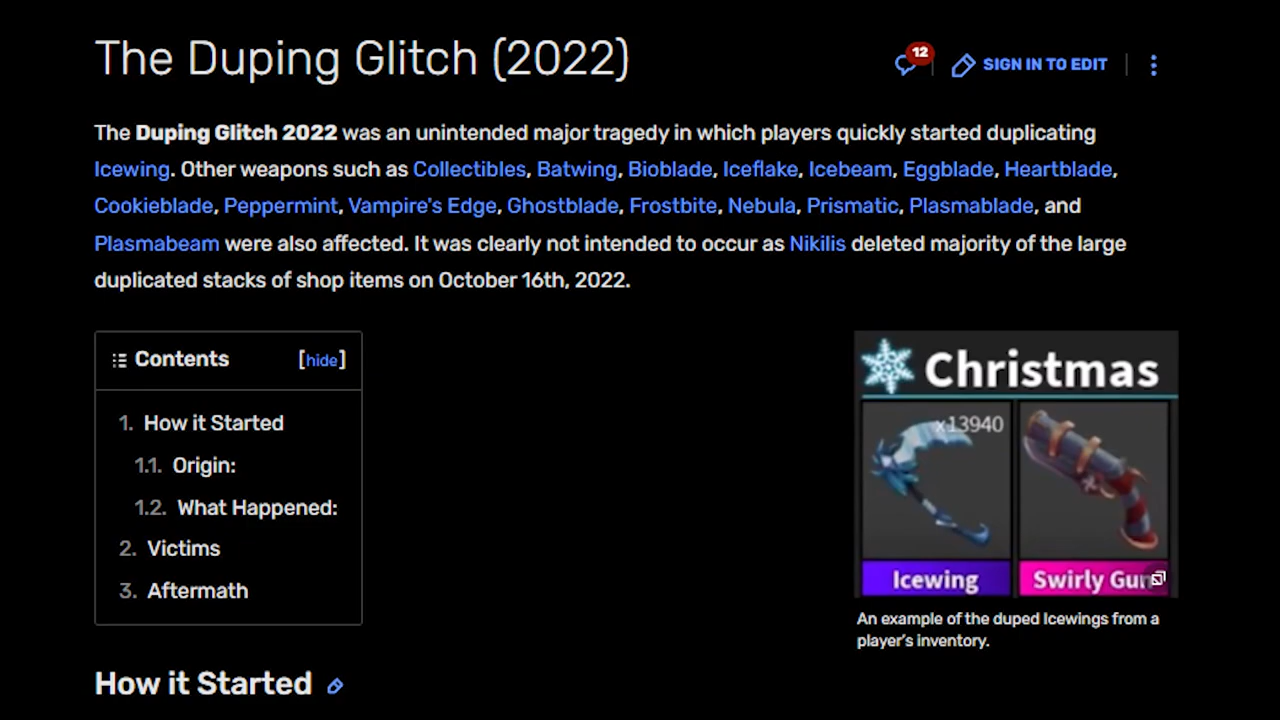 The Duping Glitch (2022)
12
SIGN IN TO EDIT
The Duping Glitch 2022 was an unintended major tragedy in which players quickly started duplicating
Icewing. Other weapons such as Collectibles, Batwing, Bioblade, Iceflake, Icebeam, Eggblade, Heartblade,
Cookieblade, Peppermint, Vampire's Edge, Ghostblade, Frostbite, Nebula, Prismatic, Plasmablade, and
Plasmabeam were also affected. It was clearly not intended to occur as Nikilis deleted majority of the large
duplicated stacks of shop items on October 16th, 2022.
Contents [hide]
1. How it Started
1.1. Origin:
1.2. What Happened:
2. Victims
3. Aftermath
Christmas
x13940
Icewing
Swirly Gun
An example of the duped Icewings from a
player's inventory.
How it Started